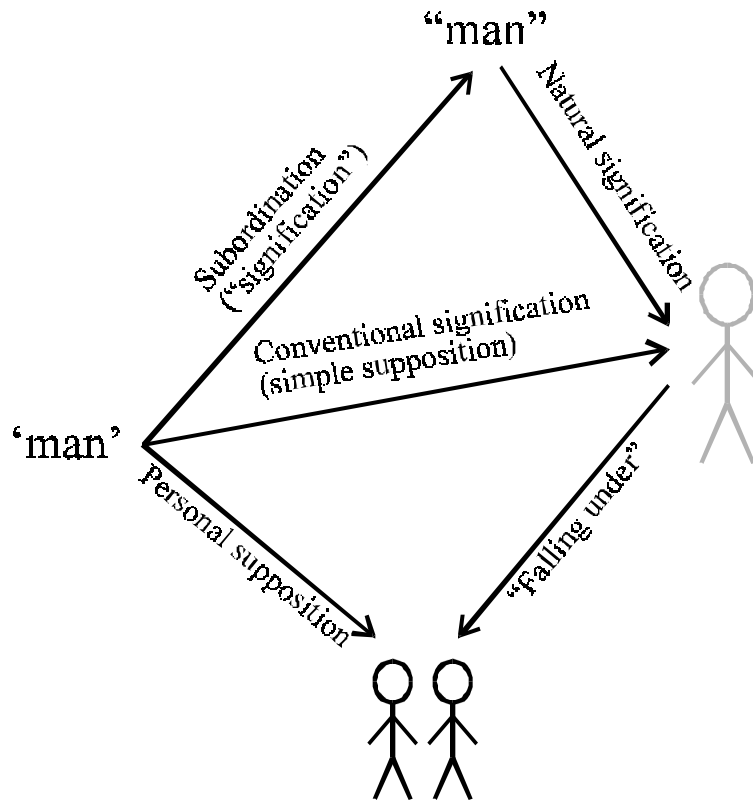 “man”
Natural signification
Subordination
(“signification”)
Conventional signification
(simple supposition)
‘man’
Personal supposition
“Falling under”